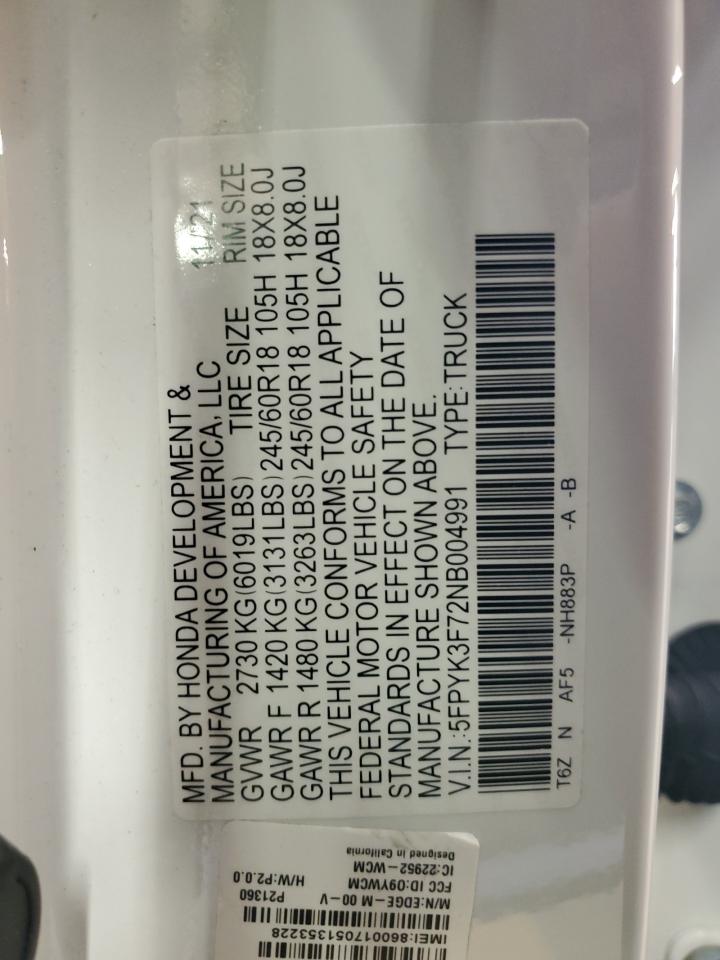 MFD. BY HONDA DEVELOPMENT &
MANUFACTURING OF AMERICA, LLC 11/21
GVWR 2730 KG(6019LBS) TIRE SIZE RIM SIZE
GAWR F 1420 KG(3131LBS)245/60R18 105H 18X8.0J
GAWR R 1480 KG(3263LBS)245/60R18 105H 18X8.0J
THIS VEHICLE CONFORMS TO ALL APPLICABLE
FEDERAL MOTOR VEHICLE SAFETY
STANDARDS IN EFFECT ON THE DATE OF
MANUFACTURE SHOWN ABOVE.
V.I.N.:5FPYK3F72NB004991 TYPE:TRUCK
T6Z N AF5 -NH883P -A -B
IMEI:860017051353228
P21360
M/N:EDGE-M 00-V
FCC ID:O9YWCM H/W:P2.0.0
IC:22952-WCM
Designed in California